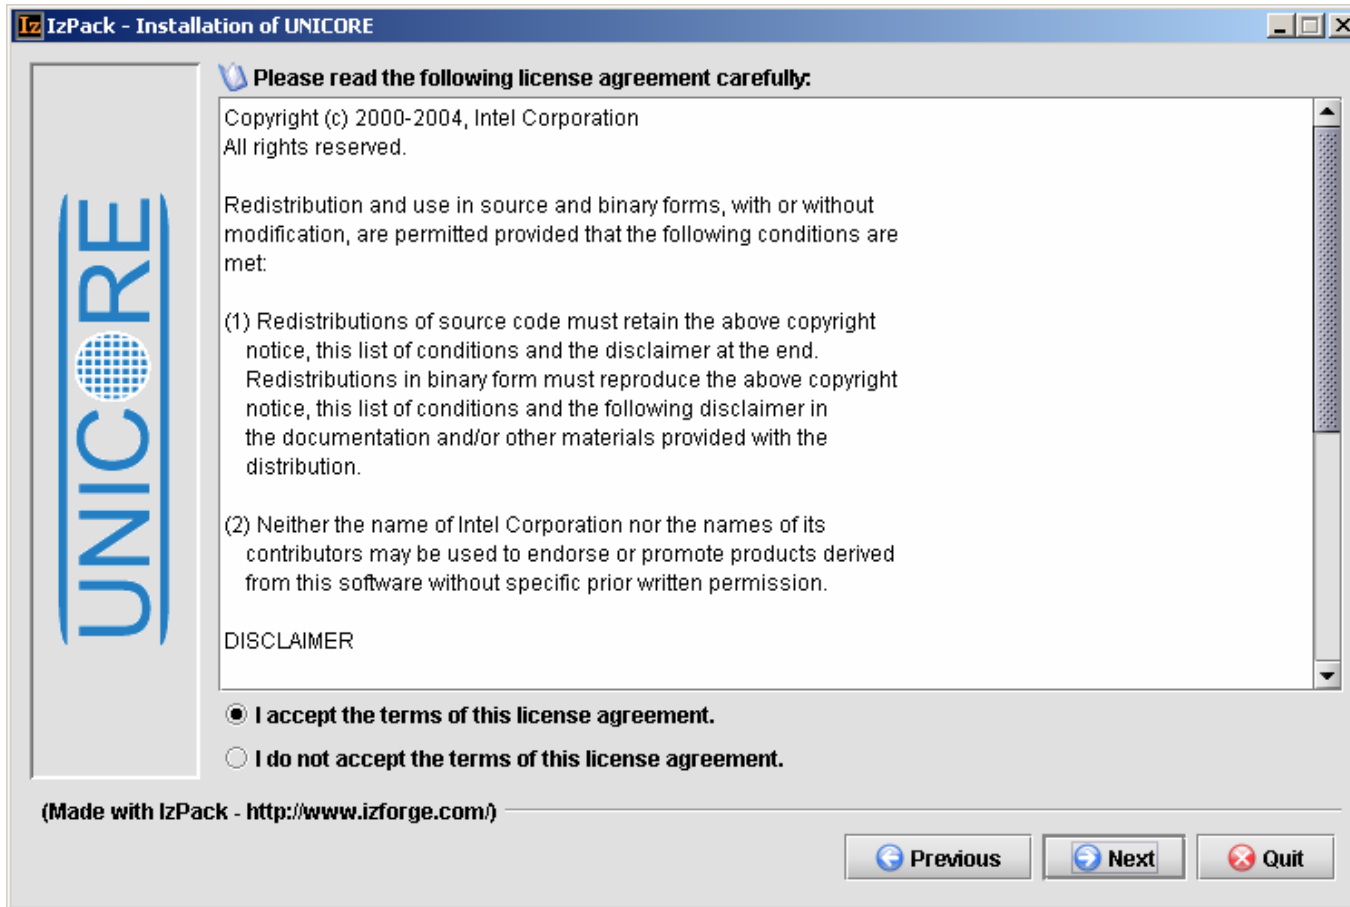 IzPack - Installation of UNICORE
Please read the following license agreement carefully:
UNICORE
Copyright (c) 2000-2004, Intel Corporation
All rights reserved.
Redistribution and use in source and binary forms, with or without
modification, are permitted provided that the following conditions are
met:
(1) Redistributions of source code must retain the above copyright
notice, this list of conditions and the disclaimer at the end.
Redistributions in binary form must reproduce the above copyright
notice, this list of conditions and the following disclaimer in
the documentation and/or other materials provided with the
distribution.
(2) Neither the name of Intel Corporation nor the names of its
contributors may be used to endorse or promote products derived
from this software without specific prior written permission.
DISCLAIMER
I accept the terms of this license agreement.
I do not accept the terms of this license agreement.
(Made with IzPack - http://www.izforge.com/)
Previous
Next
Quit